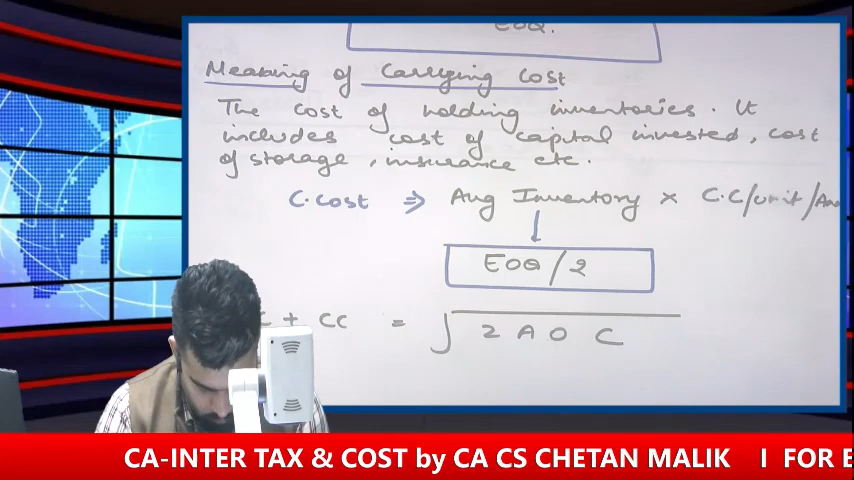 EOQ.
Meaning of Carrying Cost
The cost of holding inventories. It
includes cost of capital invested, cost
of storage, insurance etc.
C.Cost ⇒ Avg Inventory × C.C/Unit/Ann
EOQ/2
+ CC = √2AOC
CA-INTER TAX & COST by CA CS CHETAN MALIK I FOR E